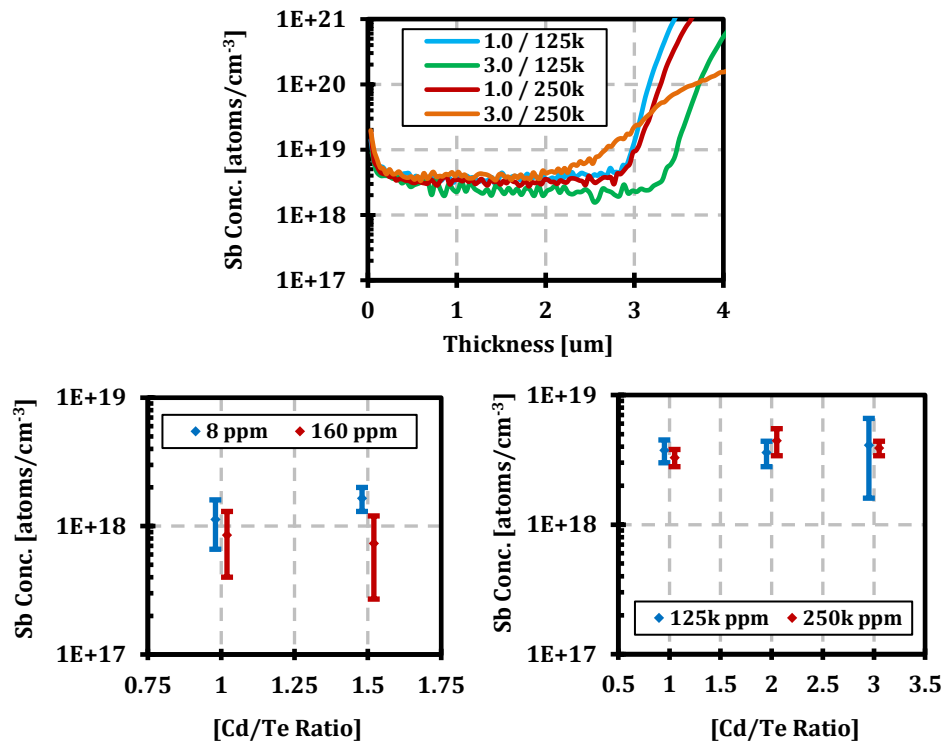 1E+21
1E+20
1E+19
1E+18
1E+17
Sb Conc. [atoms/cm-3]
1.0 / 125k
3.0 / 125k
1.0 / 250k
3.0 / 250k
0 1 2 3 4
Thickness [um]
1E+19
1E+18
1E+17
Sb Conc. [atoms/cm-3]
8 ppm 160 ppm
0.75 1 1.25 1.5 1.75
[Cd/Te Ratio]
1E+19
1E+18
1E+17
Sb Conc. [atoms/cm-3]
125k ppm 250k ppm
0.5 1 1.5 2 2.5 3 3.5
[Cd/Te Ratio]